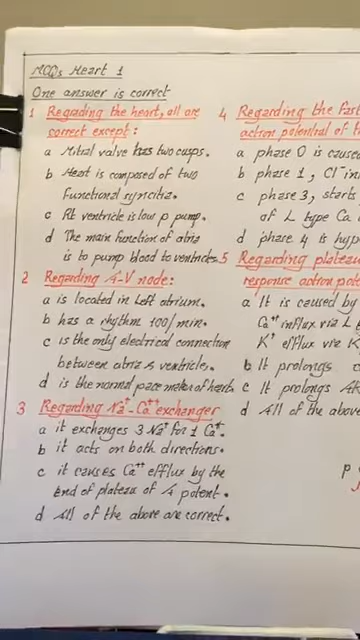 MCQs Heart 1
One answer is correct
1 Regarding the heart, all are
correct except:
a Mitral valve has two cusps.
b Heart is composed of two
functional syncitia.
c Rt ventricle is low p pump.
d The main function of atria
is to pump blood to ventricles.
2 Regarding A-V node:
a is located in Left atrium.
b has a rhythm 100/min.
c is the only electrical connection
between atria & ventricle.
d is the normal pace maker of heart.
3 Regarding Na+-Ca++ exchanger
a it exchanges 3 Na+ for 1 Ca++.
b it acts on both directions.
c it causes Ca++ efflux by the
end of plateau of A potent.
d All of the above are correct.
4 Regarding the fast
action potential of
a phase 0 is caused
b phase 1, Cl- in
c phase 3, starts
of L type Ca
d phase 4 is
5 Regarding plateau
response action
a It is caused by
Ca++ influx via L
K+ efflux via K
b It prolongs
c It prolongs
d All of the above